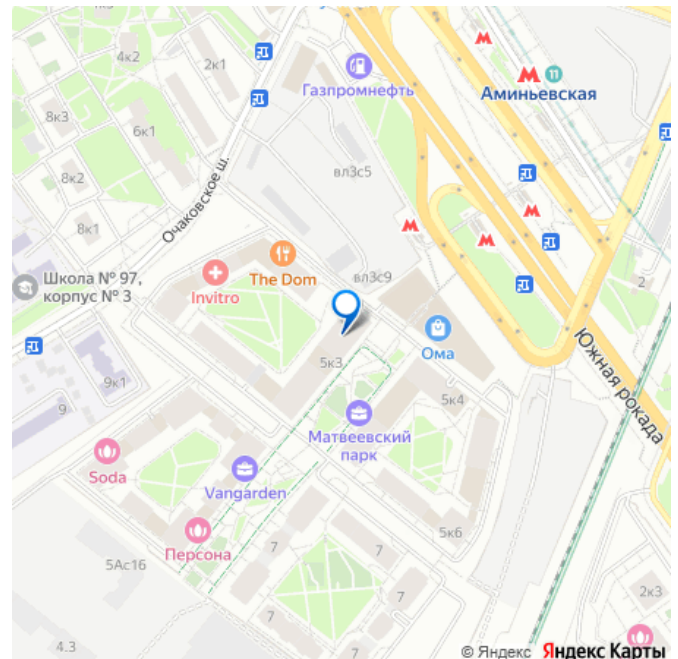 4к2
2к1
Газпромнефть
Аминьевская
11
8к3
6к1
8к2
вл3с5
8к1
Очаковское ш.
Школа № 97,
корпус № 3
The Dom
Invitro
вл3с9
2
Ома
5к3
Южная рокада
9к1
9
5к4
Матвеевский
парк
Soda
Vangarden
Персона
5к6
7
7
7
7
5Ас16
2к3
4.3
© Яндекс Яндекс Карты